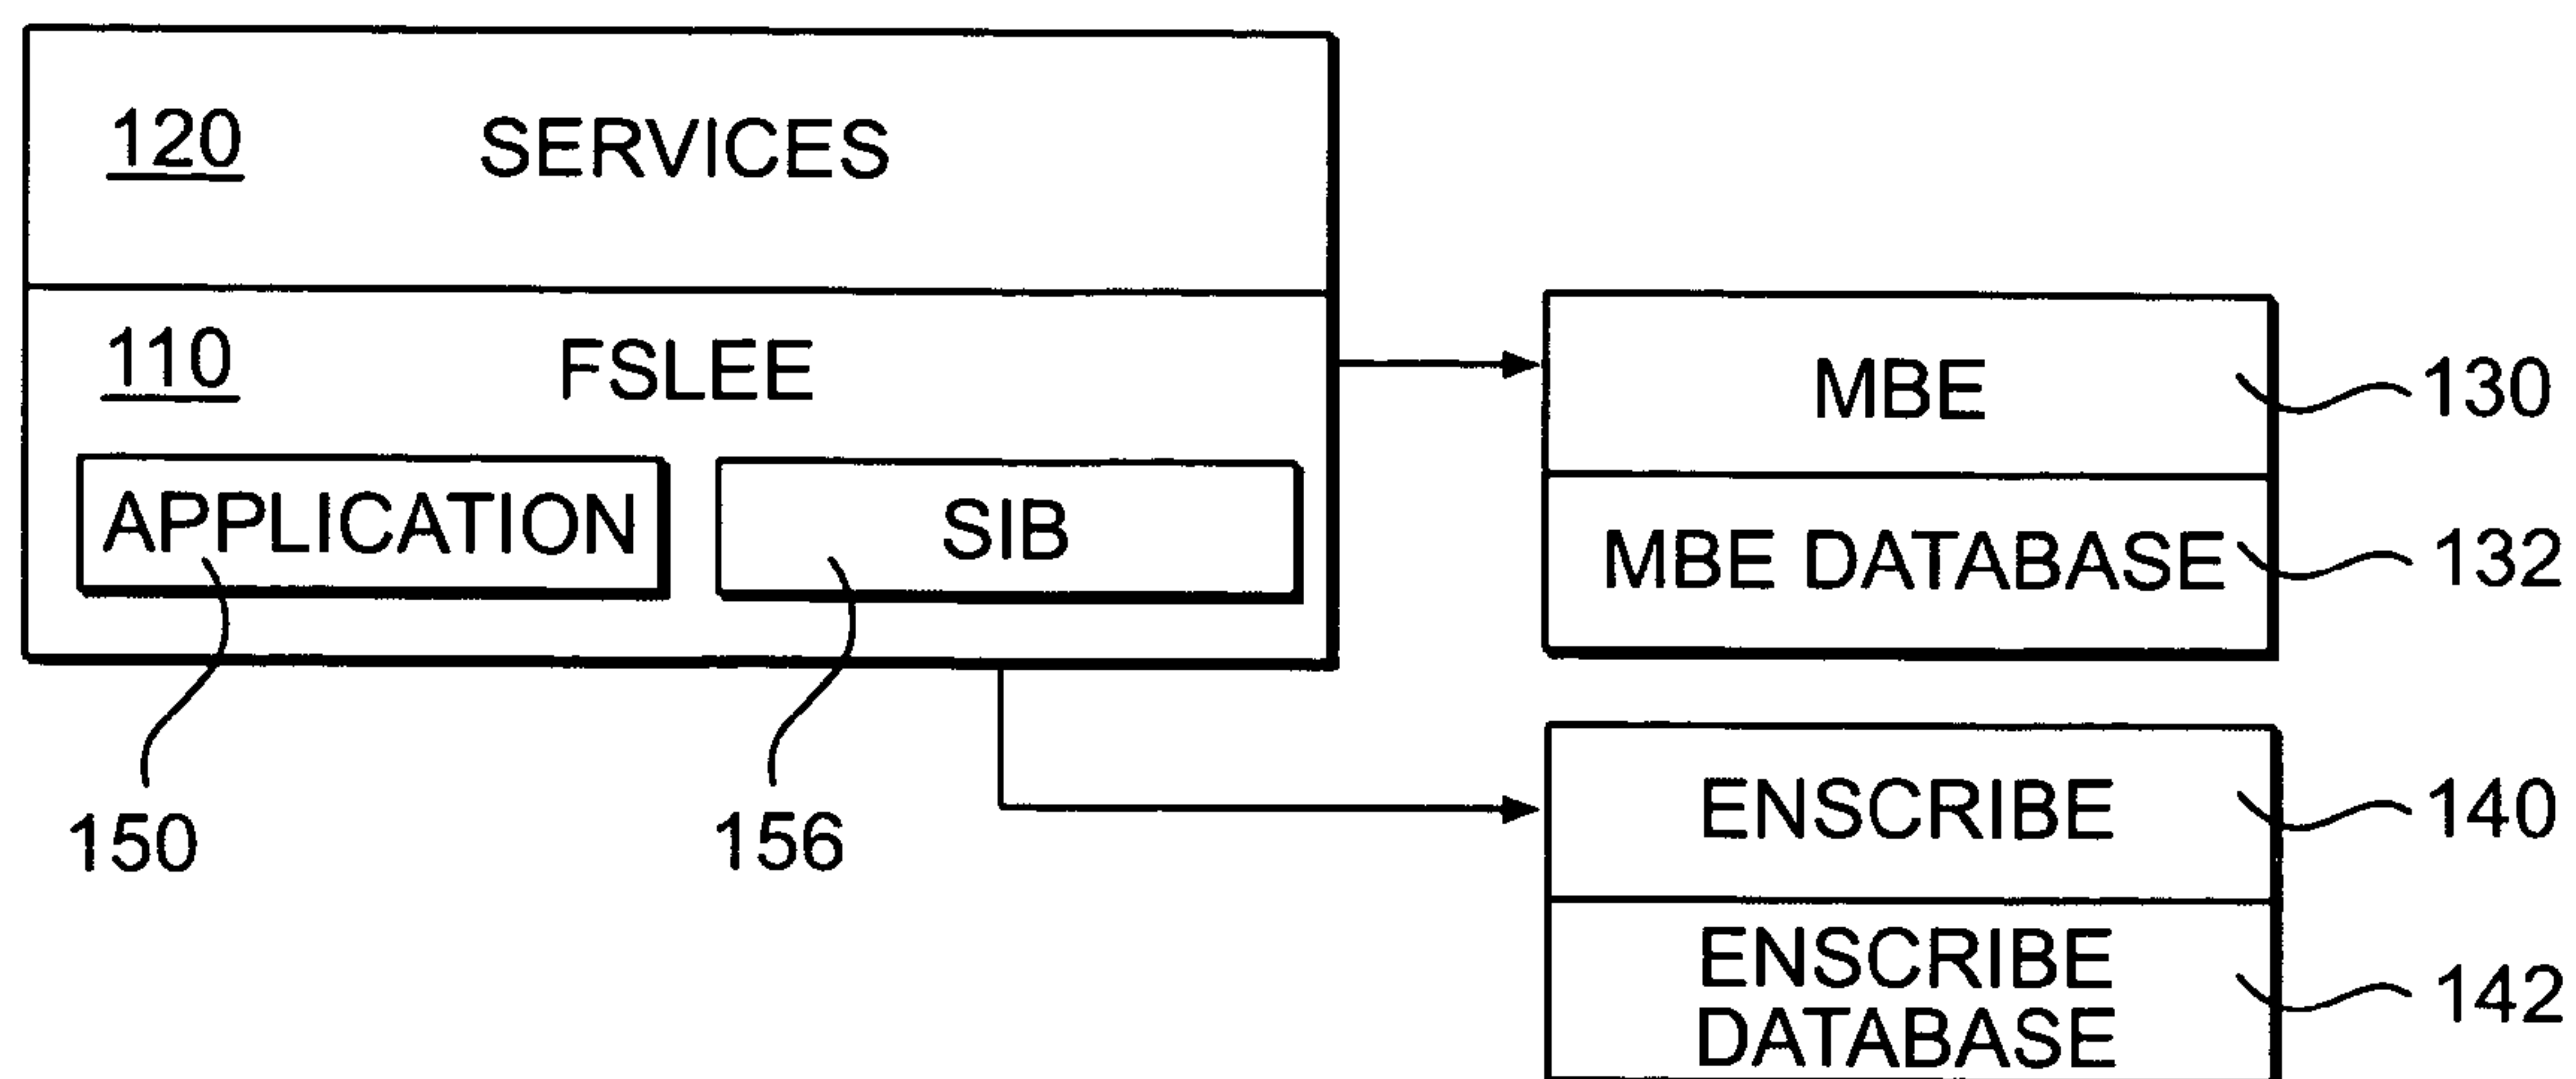 120 SERVICES
110 FSLEE
APPLICATION SIB
150 156
MBE 130
MBE DATABASE 132
ENSCRIBE 140
ENSCRIBE
DATABASE 142